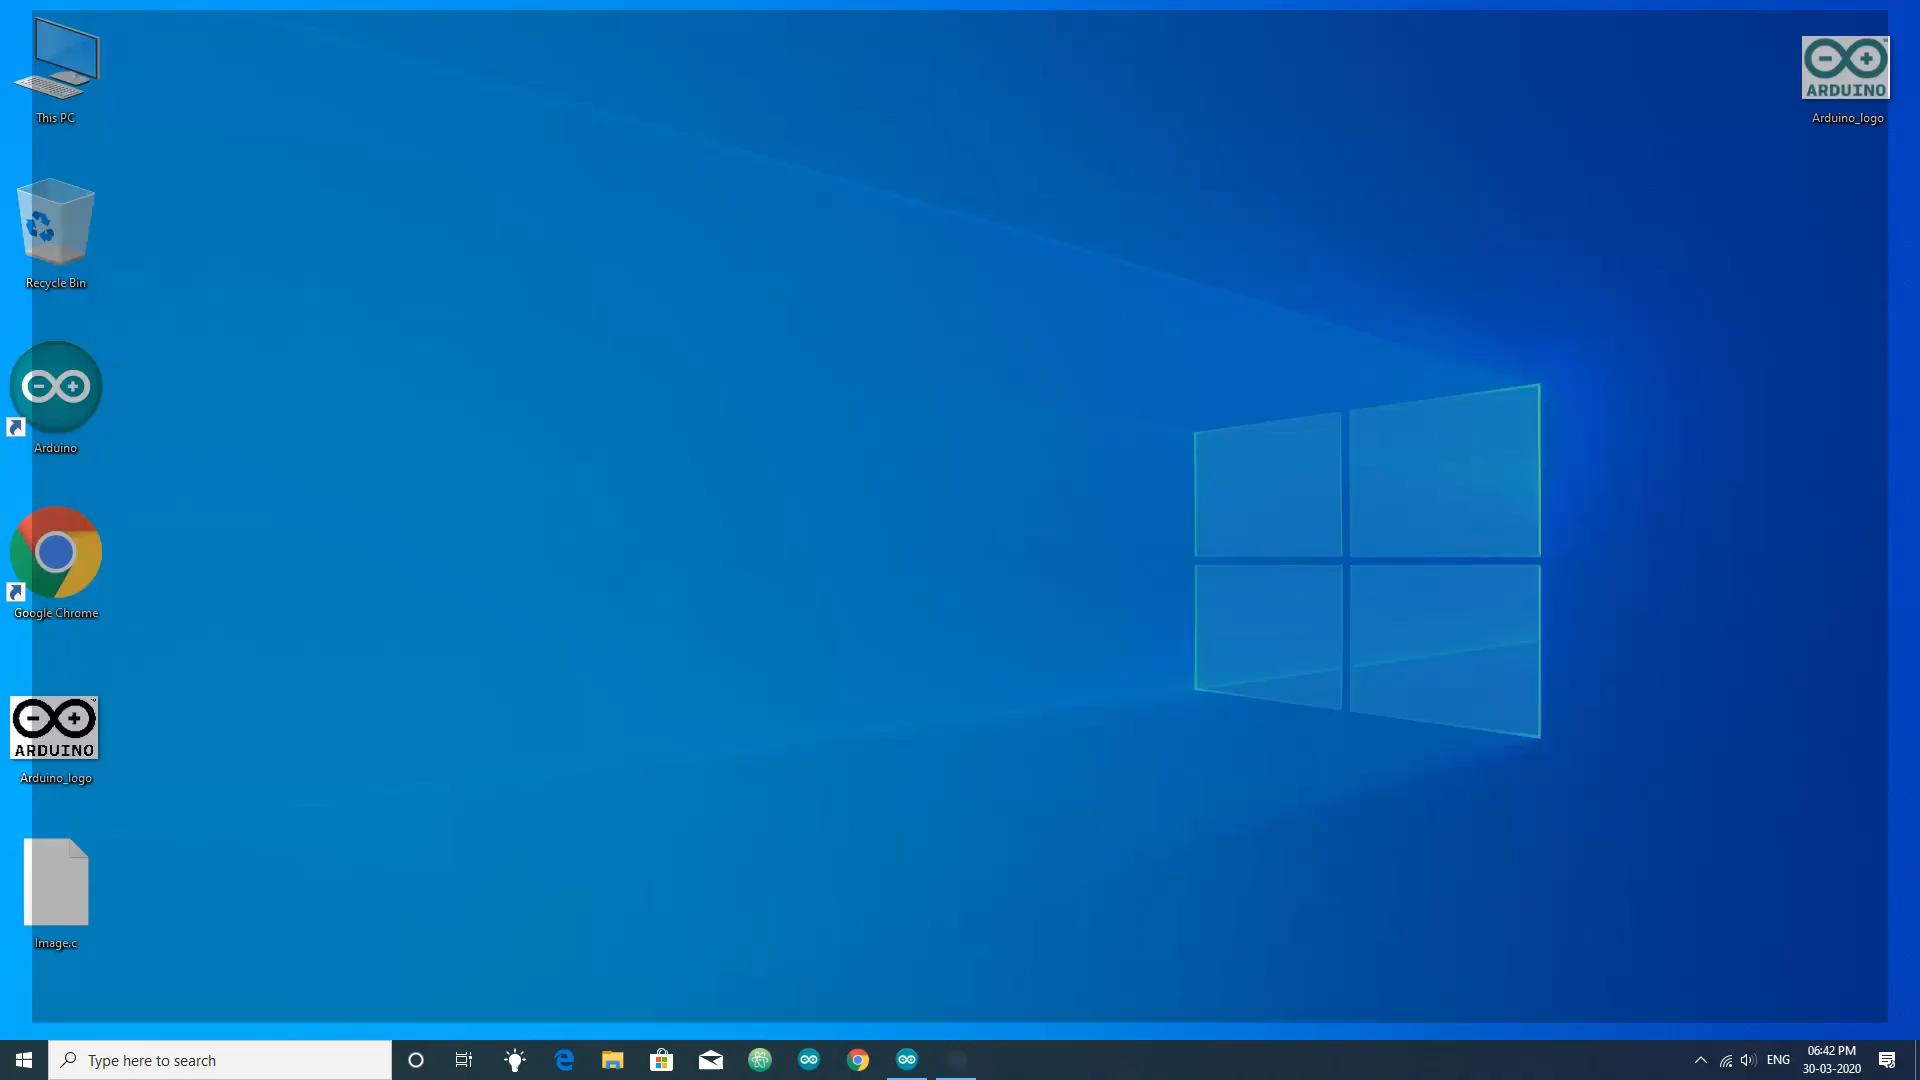 This PC
ARDUINO
Arduino_logo
Recycle Bin
Arduino
Google Chrome
ARDUINO
Arduino_logo
Image.c
Type here to search
ENG
06:42 PM
30-03-2020